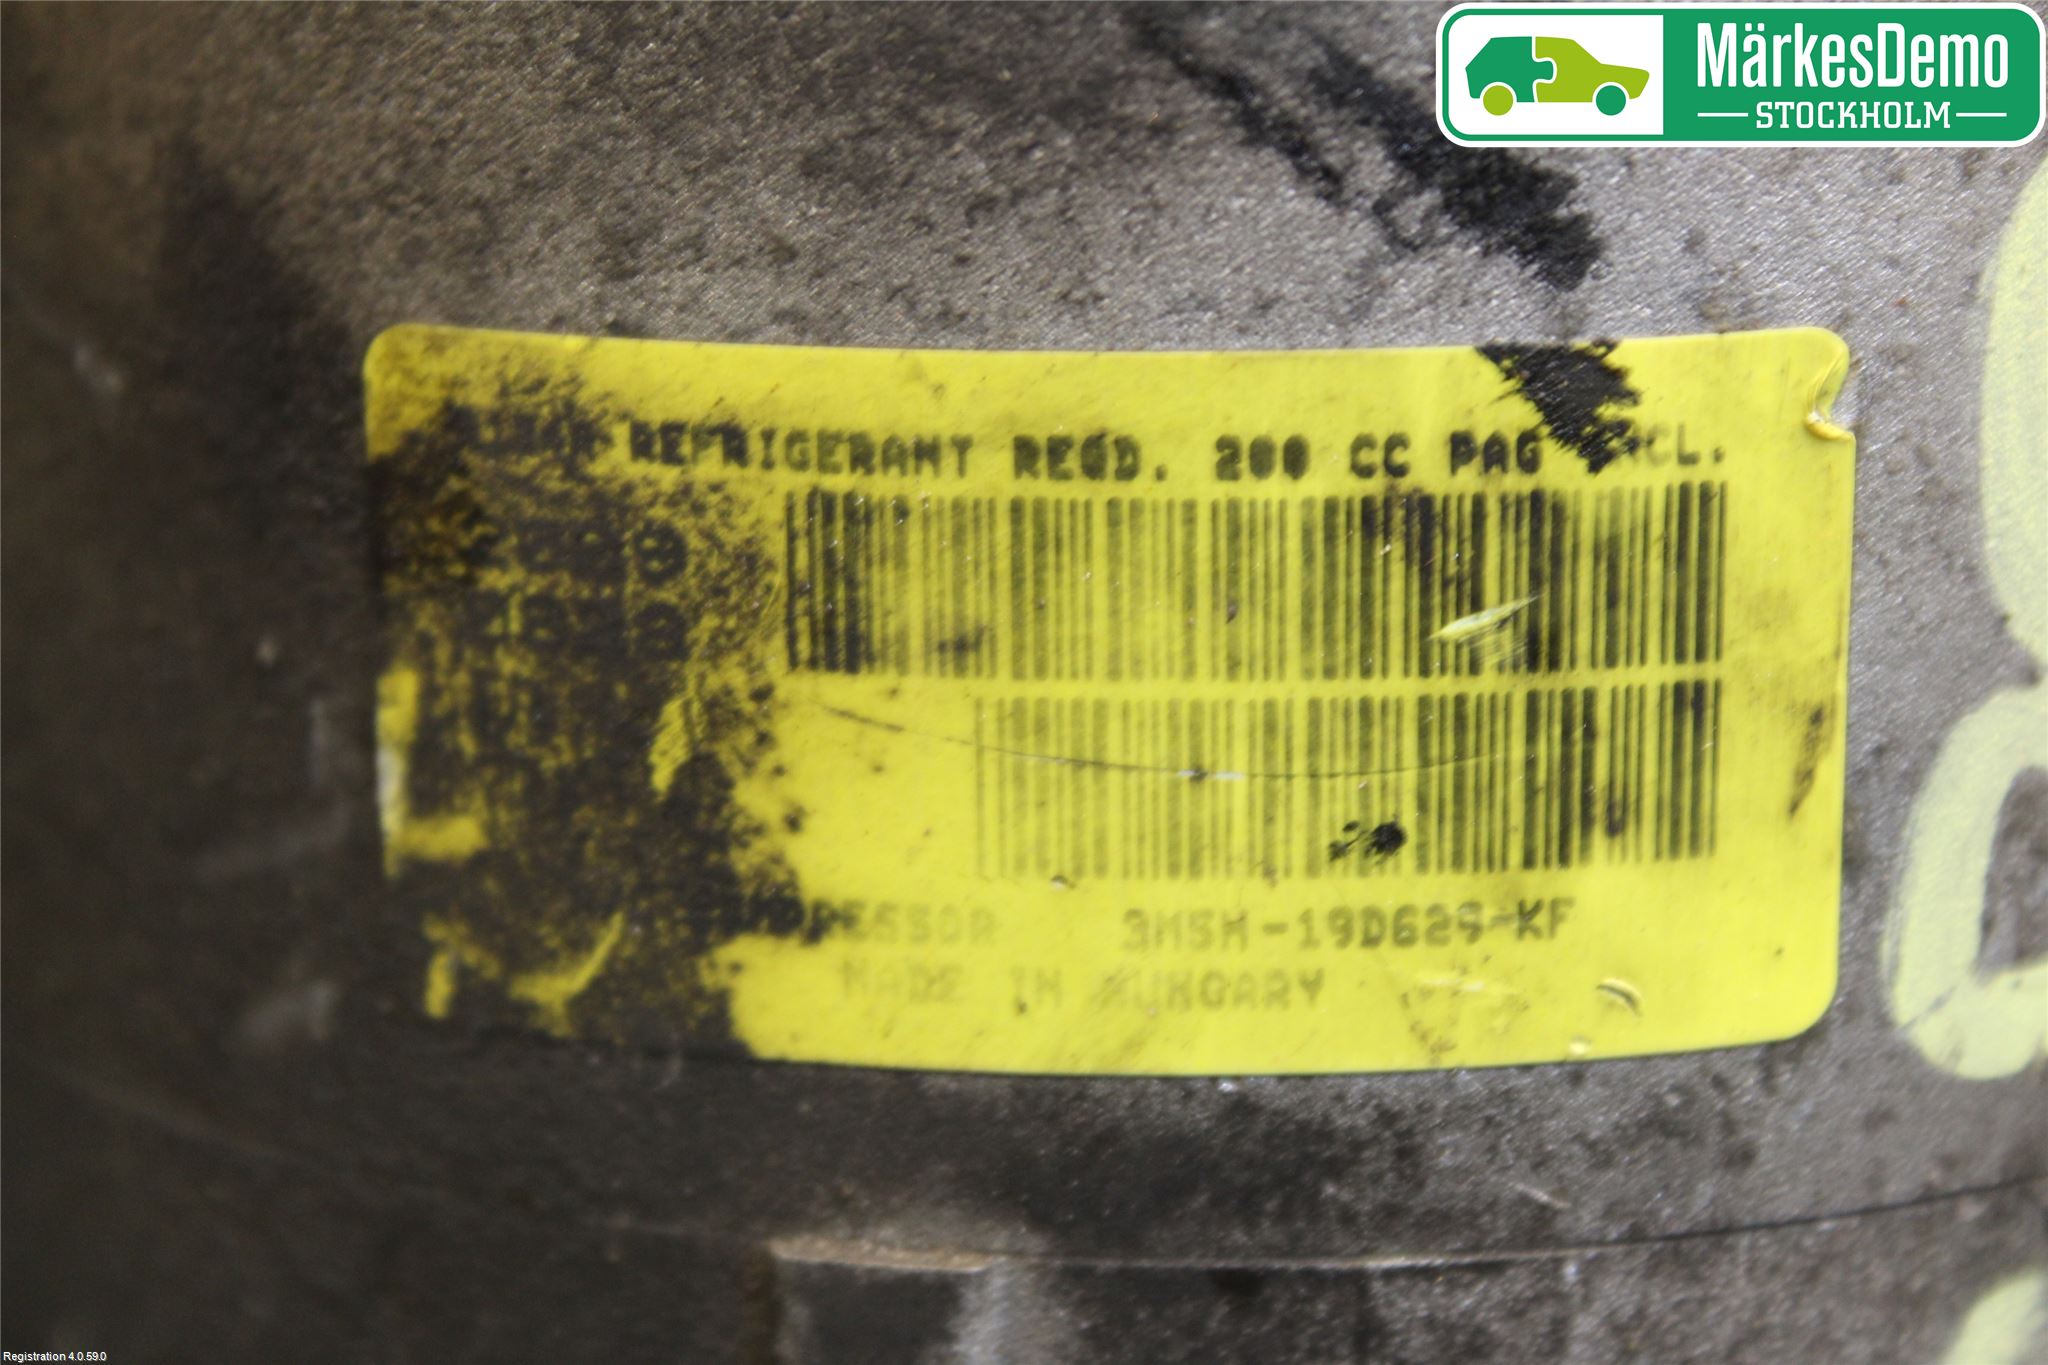 MärkesDemo
STOCKHOLM
REFRIGERANT REQD. 200 CC PAG INCL.
COMPRESSOR 3M5H-19D629-KF
MADE IN HUNGARY
Registration 4.0.59.0